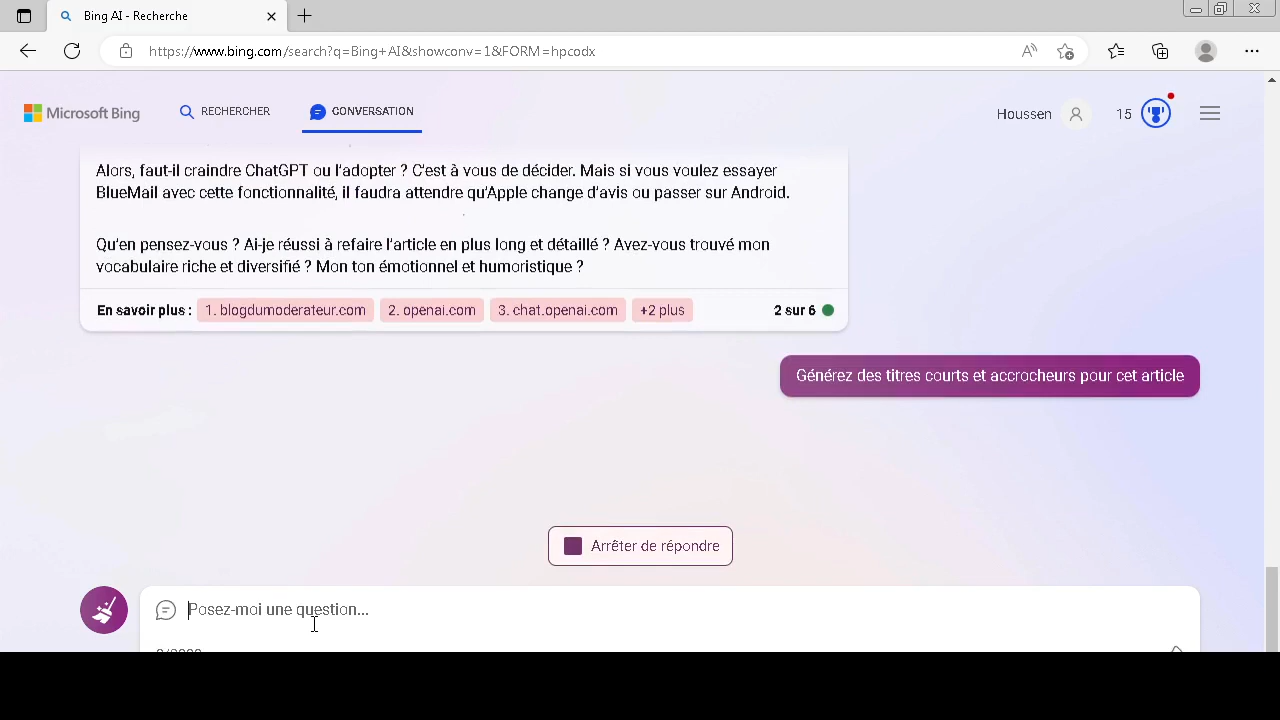 Bing AI - Recherche
https://www.bing.com/search?q=Bing+AI&showconv=1&FORM=hpcodx
Microsoft Bing
RECHERCHER
CONVERSATION
Houssen
15
Alors, faut-il craindre ChatGPT ou l'adopter ? C'est à vous de décider. Mais si vous voulez essayer
BlueMail avec cette fonctionnalité, il faudra attendre qu'Apple change d'avis ou passer sur Android.
Qu'en pensez-vous ? Ai-je réussi à refaire l'article en plus long et détaillé ? Avez-vous trouvé mon
vocabulaire riche et diversifié ? Mon ton émotionnel et humoristique ?
En savoir plus : 1. blogdumoderateur.com 2. openai.com 3. chat.openai.com +2 plus 2 sur 6
Générez des titres courts et accrocheurs pour cet article
Arrêter de répondre
Posez-moi une question...